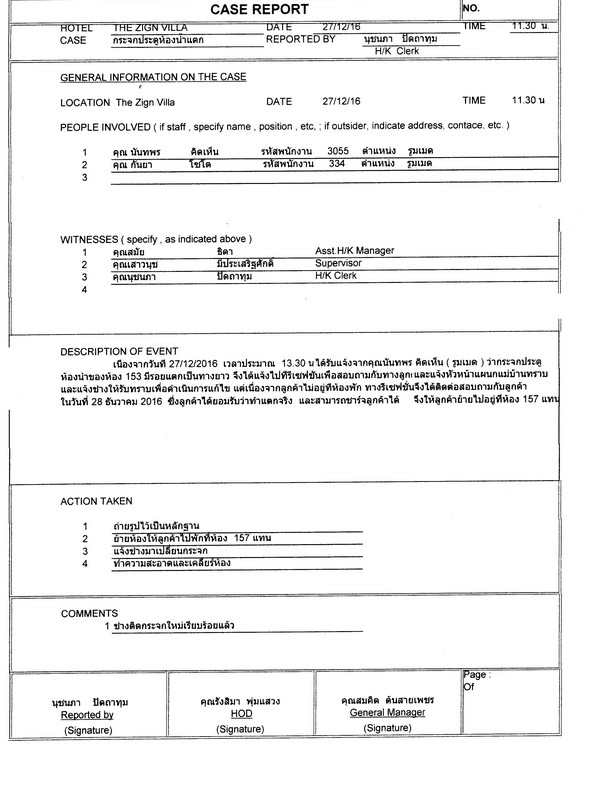 CASE REPORT NO.
HOTEL THE ZIGN VILLA DATE 27/12/16 TIME 11.30 น.
CASE กระจกประตูห้องน้ำแตก REPORTED BY นุชนภา ปัดถาทุม
H/K Clerk
GENERAL INFORMATION ON THE CASE
LOCATION The Zign Villa DATE 27/12/16 TIME 11.30 น
PEOPLE INVOLVED ( if staff , specify name , position , etc, ; if outsider, indicate address, contace, etc. )
1 คุณ นันทพร คิดเห็น รหัสพนักงาน 3055 ตำแหน่ง รูมเมด
2 คุณ กันยา โชโต รหัสพนักงาน 334 ตำแหน่ง รูมเมด
3
WITNESSES ( specify , as indicated above )
1 คุณสมัย ธิดา Asst.H/K Manager
2 คุณเสาวนุช มีประเสริฐศักดิ์ Supervisor
3 คุณนุชนภา ปัดถาทุม H/K Clerk
4
DESCRIPTION OF EVENT
เนื่องจากวันที่ 27/12/2016 เวลาประมาณ 13.30 น ได้รับแจ้งจากคุณนันทพร คิดเห็น ( รูมเมด ) ว่ากระจกประตู
ห้องน้ำของห้อง 153 มีรอยแตกเป็นทางยาว จึงได้แจ้งไปที่รีเซฟชั่นเพื่อสอบถามกับทางลูกค้าและแจ้งหัวหน้าแผนกแม่บ้านทราบ
และแจ้งช่างให้รับทราบเพื่อดำเนินการแก้ไข แต่เนื่องจากลูกค้าไม่อยู่ที่ห้องพัก ทางรีเซฟชั่นจึงได้ติดต่อสอบถามกับลูกค้า
ในวันที่ 28 ธันวาคม 2016 ซึ่งลูกค้าได้ยอมรับว่าทำแตกจริง และสามารถชาร์จลูกค้าได้ จึงให้ลูกค้าย้ายไปอยู่ที่ห้อง 157 แทน
ACTION TAKEN
1 ถ่ายรูปไว้เป็นหลักฐาน
2 ย้ายห้องให้ลูกค้าไปพักที่ห้อง 157 แทน
3 แจ้งช่างมาเปลี่ยนกระจก
4 ทำความสะอาดและเคลียร์ห้อง
COMMENTS
1 ช่างติดกระจกใหม่เรียบร้อยแล้ว
Page :
Of
นุชนภา ปัดถาทุม คุณรังสิมา พุ่มแสวง คุณสมคิด ต้นสายเพชร
Reported by HOD General Manager
(Signature) (Signature) (Signature)